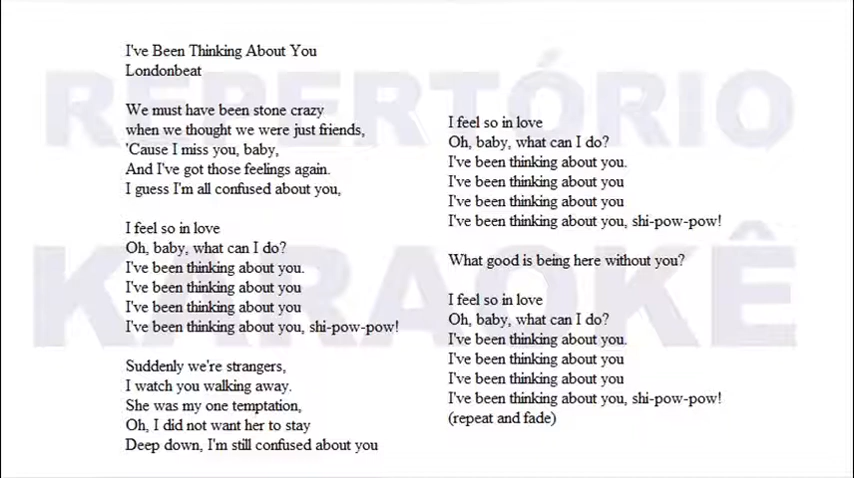 I've Been Thinking About You
Londonbeat
We must have been stone crazy
when we thought we were just friends,
'Cause I miss you, baby,
And I've got those feelings again.
I guess I'm all confused about you,
I feel so in love
Oh, baby, what can I do?
I've been thinking about you.
I've been thinking about you
I've been thinking about you
I've been thinking about you, shi-pow-pow!
Suddenly we're strangers,
I watch you walking away.
She was my one temptation,
Oh, I did not want her to stay
Deep down, I'm still confused about you
I feel so in love
Oh, baby, what can I do?
I've been thinking about you.
I've been thinking about you
I've been thinking about you
I've been thinking about you, shi-pow-pow!
What good is being here without you?
I feel so in love
Oh, baby, what can I do?
I've been thinking about you.
I've been thinking about you
I've been thinking about you
I've been thinking about you, shi-pow-pow!
(repeat and fade)
REPERTÓRIO
KARAOKÊ